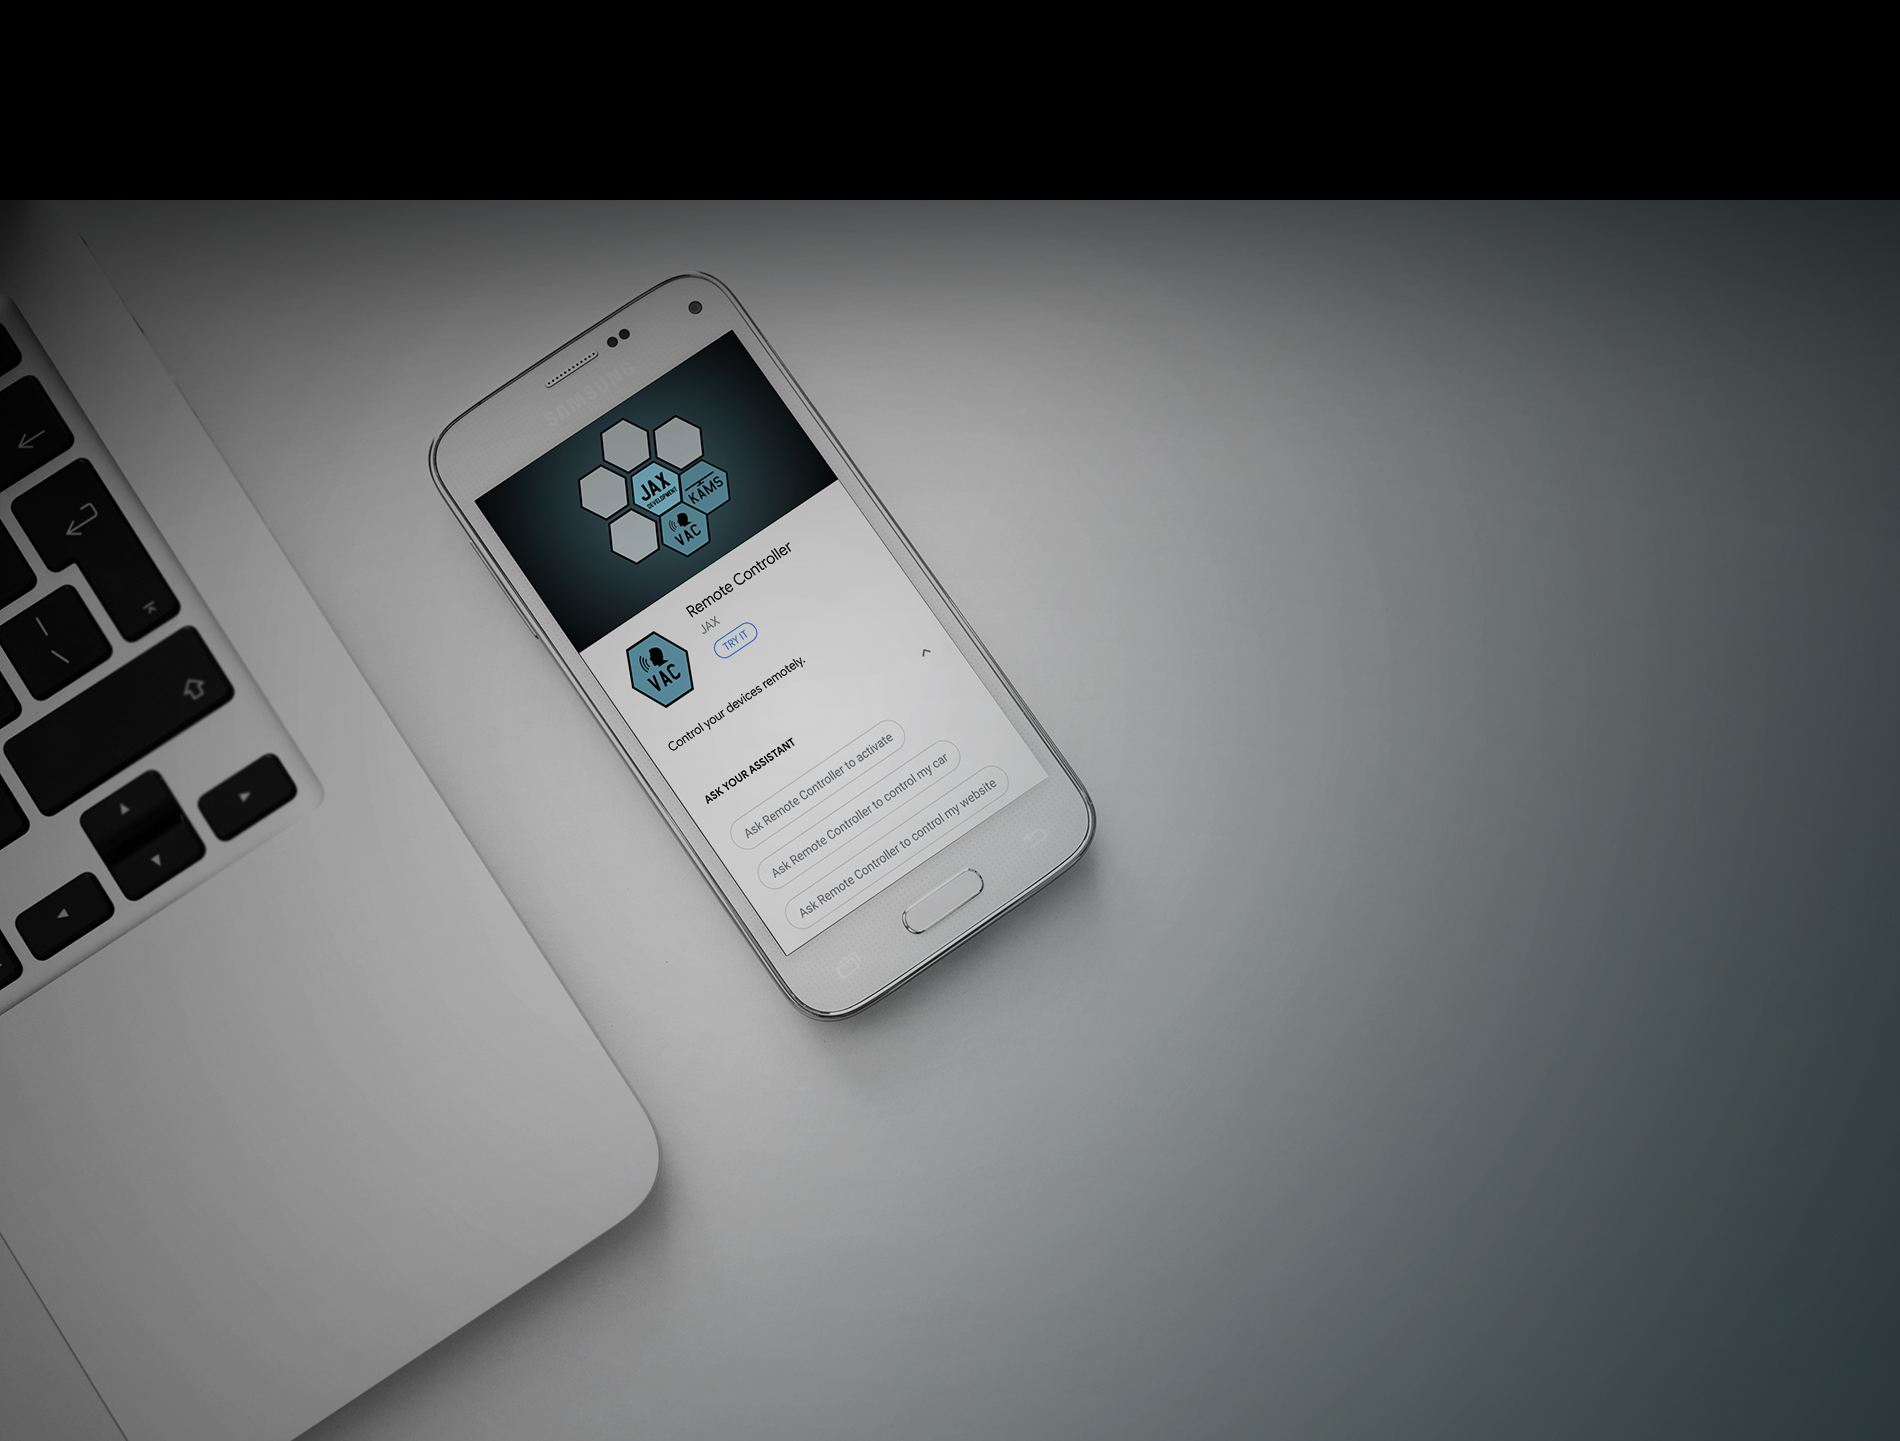 SAMSUNG
JAX
DEVELOPMENT
KAMS
VAC
Remote Controller
JAX
TRY IT
VAC
Control your devices remotely.
ASK YOUR ASSISTANT
Ask Remote Controller to activate
Ask Remote Controller to control my car
Ask Remote Controller to control my website